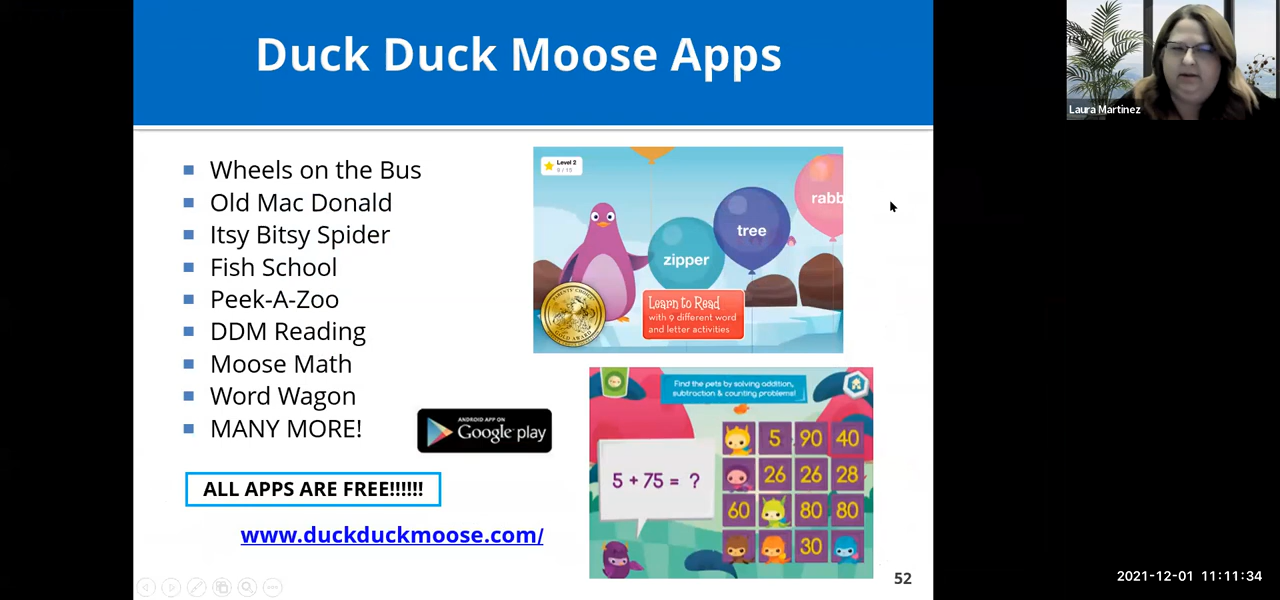 Duck Duck Moose Apps
Laura Martinez
Wheels on the Bus
Old Mac Donald
Itsy Bitsy Spider
Fish School
Peek-A-Zoo
DDM Reading
Moose Math
Word Wagon
MANY MORE!
ANDROID APP ON
Google play
ALL APPS ARE FREE!!!!!!
www.duckduckmoose.com/
Level 2
zipper
tree
rabb
GOLD AWARD
Learn to Read
with 9 different word
and letter activities
Find the pets by solving addition,
subtraction & counting problems!
5 + 75 = ?
5 90 40
26 26 28
60 80 80
30
52
2021-12-01 11:11:34